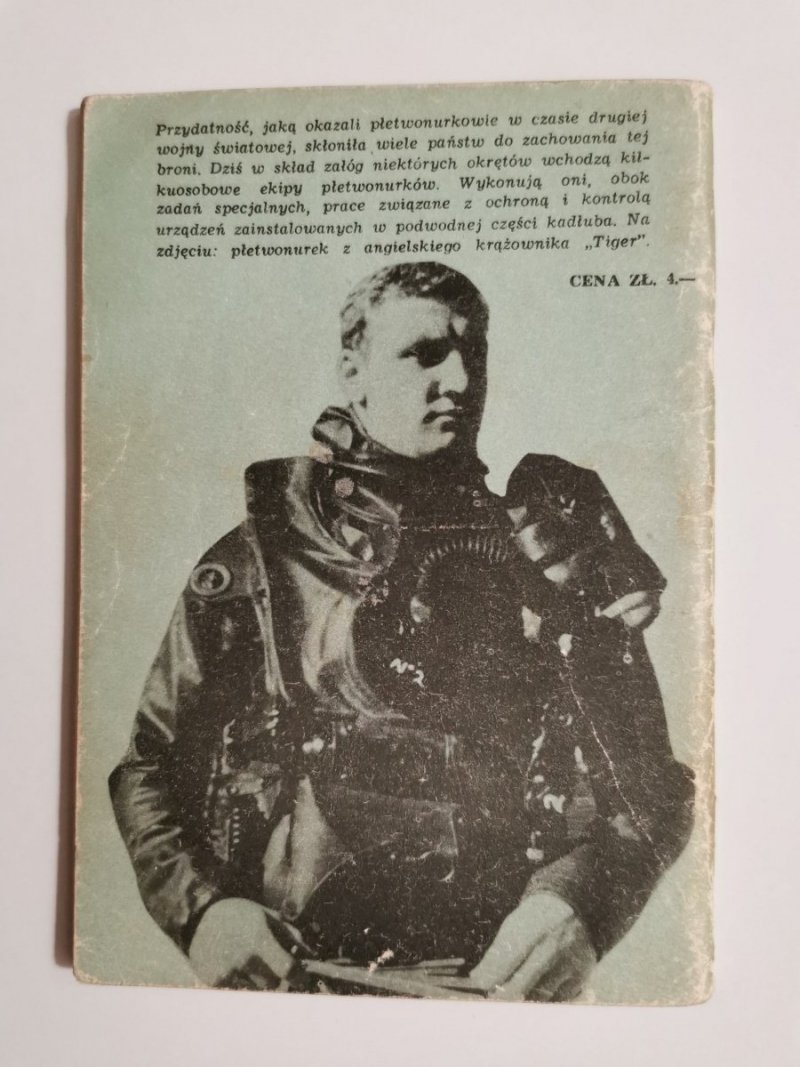 Przydatność, jaką okazali płetwonurkowie w czasie drugiej
wojny światowej, skłoniła wiele państw do zachowania tej
broni. Dziś w skład załóg niektórych okrętów wchodzą kil-
kuosobowe ekipy płetwonurków. Wykonują oni, obok
zadań specjalnych, prace związane z ochroną i kontrolą
urządzeń zainstalowanych w podwodnej części kadłuba. Na
zdjęciu: płetwonurek z angielskiego krążownika „Tiger”.
CENA ZŁ. 4.—
Nº2
2